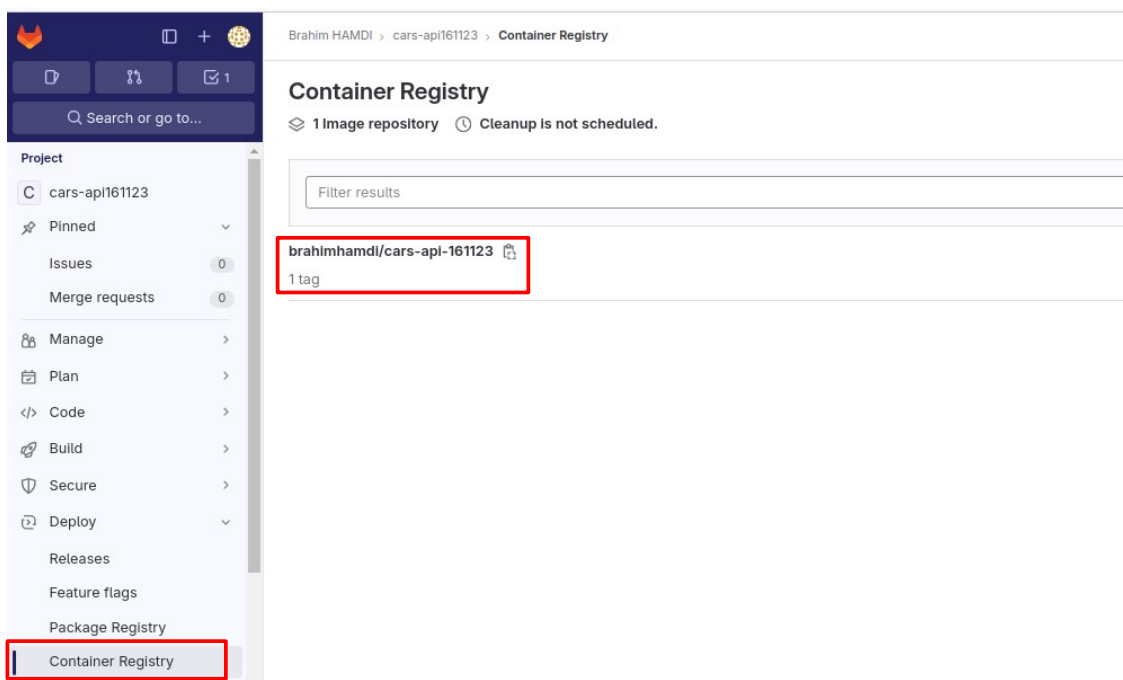 1
Search or go to...
Project
C cars-api161123
Pinned
Issues 0
Merge requests 0
Manage
Plan
Code
Build
Secure
Deploy
Releases
Feature flags
Package Registry
Container Registry
Brahim HAMDI › cars-api161123 › Container Registry
Container Registry
1 Image repository Cleanup is not scheduled.
Filter results
brahimhamdi/cars-api-161123
1 tag